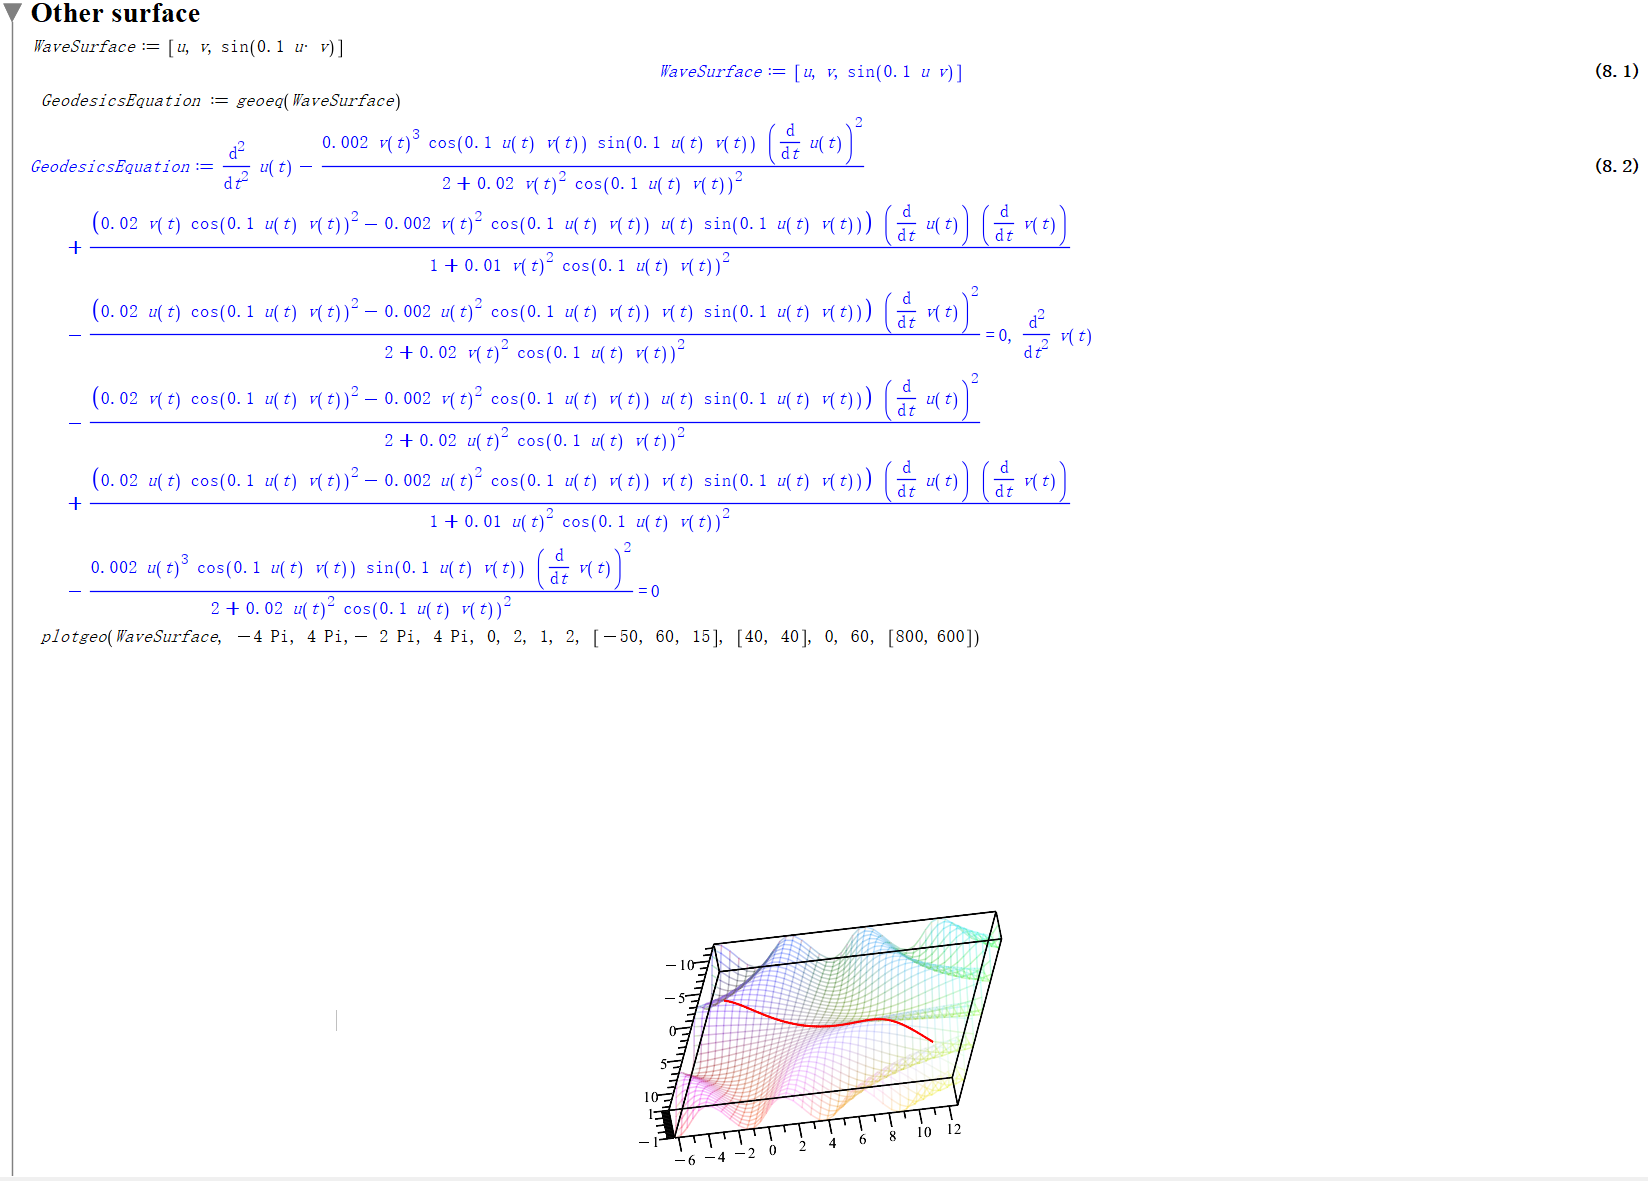 Other surface
WaveSurface := [u, v, sin(0.1 u· v)]
WaveSurface := [u, v, sin(0.1 u v)] (8.1)
GeodesicsEquation := geoeq(WaveSurface)
GeodesicsEquation := d²/dt² u(t) − 0.002 v(t)³ cos(0.1 u(t) v(t)) sin(0.1 u(t) v(t)) (d/dt u(t))² / 2 + 0.02 v(t)² cos(0.1 u(t) v(t))² (8.2)
+ (0.02 v(t) cos(0.1 u(t) v(t))² − 0.002 v(t)² cos(0.1 u(t) v(t)) u(t) sin(0.1 u(t) v(t))) (d/dt u(t)) (d/dt v(t)) / 1 + 0.01 v(t)² cos(0.1 u(t) v(t))²
− (0.02 u(t) cos(0.1 u(t) v(t))² − 0.002 u(t)² cos(0.1 u(t) v(t)) v(t) sin(0.1 u(t) v(t))) (d/dt v(t))² / 2 + 0.02 v(t)² cos(0.1 u(t) v(t))² = 0, d²/dt² v(t)
− (0.02 v(t) cos(0.1 u(t) v(t))² − 0.002 v(t)² cos(0.1 u(t) v(t)) u(t) sin(0.1 u(t) v(t))) (d/dt u(t))² / 2 + 0.02 u(t)² cos(0.1 u(t) v(t))²
+ (0.02 u(t) cos(0.1 u(t) v(t))² − 0.002 u(t)² cos(0.1 u(t) v(t)) v(t) sin(0.1 u(t) v(t))) (d/dt u(t)) (d/dt v(t)) / 1 + 0.01 u(t)² cos(0.1 u(t) v(t))²
− 0.002 u(t)³ cos(0.1 u(t) v(t)) sin(0.1 u(t) v(t)) (d/dt v(t))² / 2 + 0.02 u(t)² cos(0.1 u(t) v(t))² = 0
plotgeo(WaveSurface, −4 Pi, 4 Pi, − 2 Pi, 4 Pi, 0, 2, 1, 2, [−50, 60, 15], [40, 40], 0, 60, [800, 600])
−10
−5
0
5
10
1
−1
−6 −4 −2 0 2 4 6 8 10 12